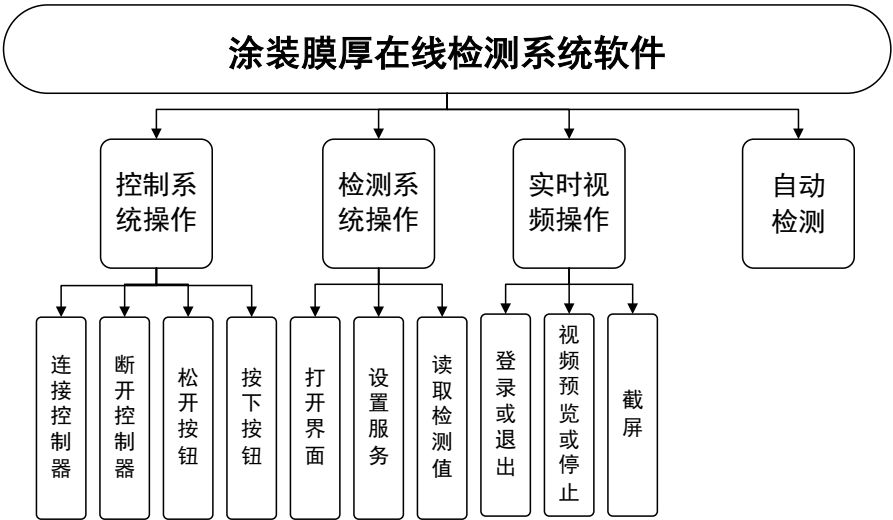 涂装膜厚在线检测系统软件
控制系
统操作
检测系
统操作
实时视
频操作
自动
检测
连接控制器
断开控制器
松开按钮
按下按钮
打开界面
设置服务
读取检测值
登录或退出
视频预览或停止
截屏